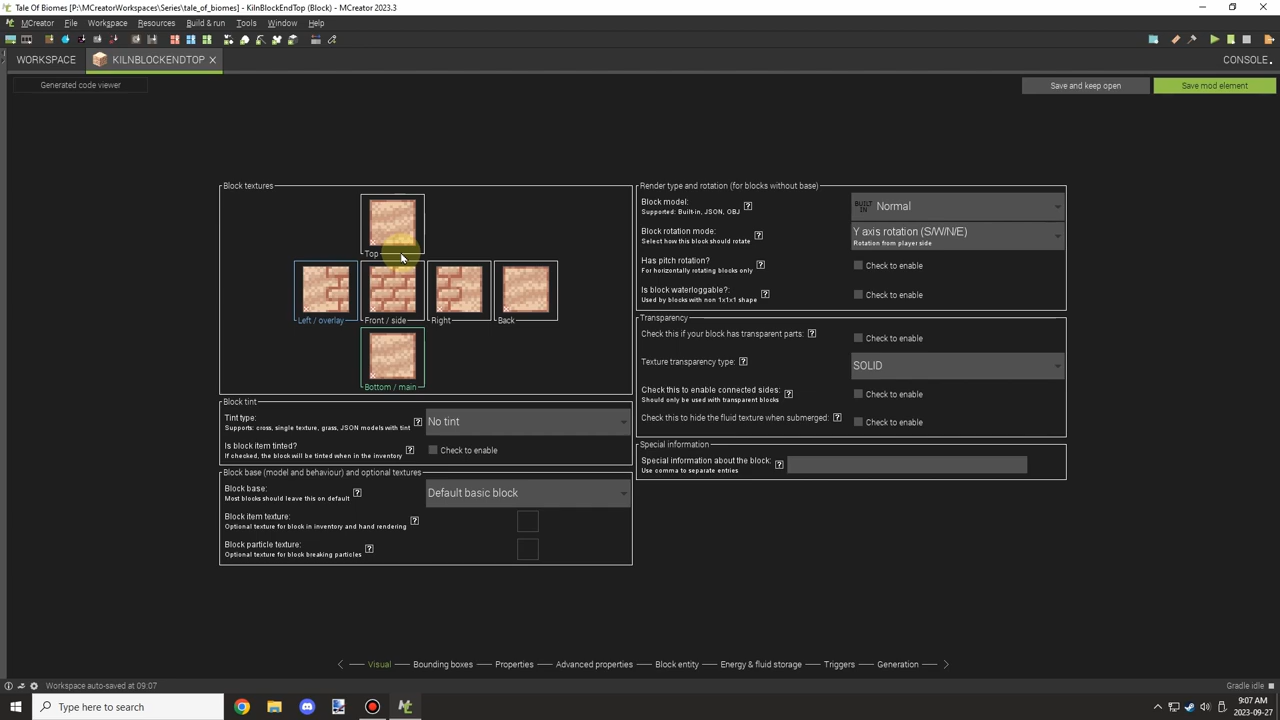 Tale Of Biomes [P:\MCreatorWorkspaces\Series\tale_of_biomes] - KilnBlockEndTop (Block) - MCreator 2023.3
MCreator File Workspace Resources Build & run Tools Window Help
WORKSPACE KILNBLOCKENDTOP CONSOLE
Generated code viewer Save and keep open Save mod element
Block textures
Top
Left / overlay Front / side Right Back
Bottom / main
Block tint
Tint type: ? No tint
Supports: cross, single texture, grass, JSON models with tint
Is block item tinted? ? Check to enable
If checked, the block will be tinted when in the inventory
Block base (model and behaviour) and optional textures
Block base: ? Default basic block
Most blocks should leave this on default
Block item texture: ?
Optional texture for block in inventory and hand rendering
Block particle texture: ?
Optional texture for block breaking particles
Render type and rotation (for blocks without base)
Block model: ? BUILT IN Normal
Supported: Built-in, JSON, OBJ
Block rotation mode: ? Y axis rotation (S/W/N/E)
Select how this block should rotate Rotation from player side
Has pitch rotation? ? Check to enable
For horizontally rotating blocks only
Is block waterloggable?: ? Check to enable
Used by blocks with non 1x1x1 shape
Transparency
Check this if your block has transparent parts: ? Check to enable
Texture transparency type: ? SOLID
Check this to enable connected sides: ? Check to enable
Should only be used with transparent blocks
Check this to hide the fluid texture when submerged: ? Check to enable
Special information
Special information about the block: ?
Use comma to separate entries
Visual Bounding boxes Properties Advanced properties Block entity Energy & fluid storage Triggers Generation
Workspace auto-saved at 09:07 Gradle idle
Type here to search
9:07 AM
2023-09-27